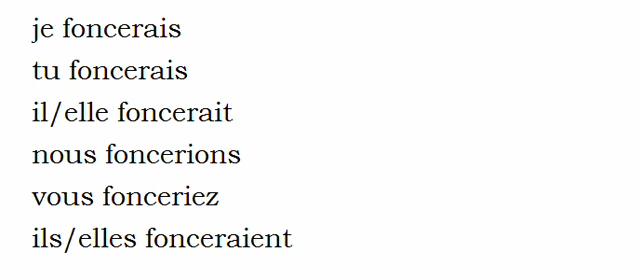 je foncerais
tu foncerais
il/elle foncerait
nous foncerions
vous fonceriez
ils/elles fonceraient